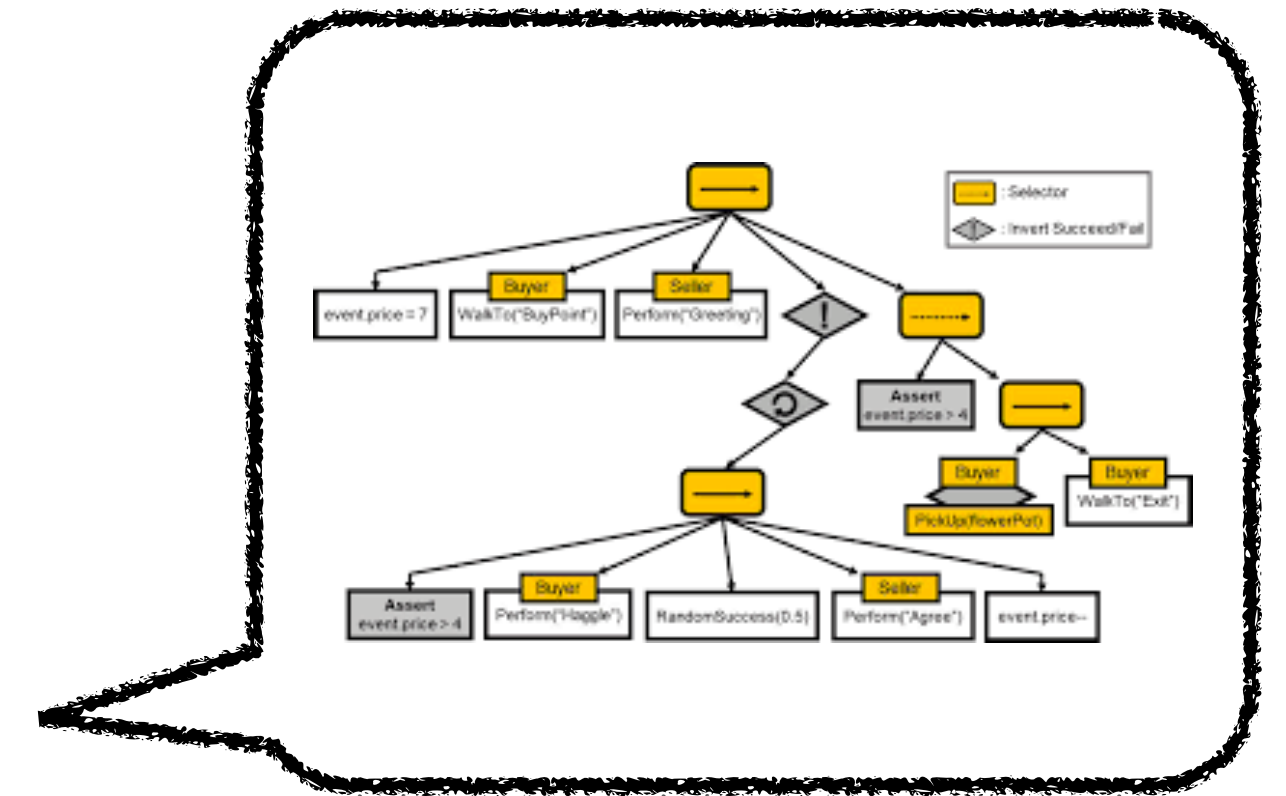 : Selector
: Invert Succeed/Fail
event.price = 7
Buyer
WalkTo("BuyPoint")
Seller
Perform("Greeting")
!
Assert
event.price > 4
Buyer
PickUp(flowerPot)
Buyer
WalkTo("Exit")
Assert
event.price > 4
Buyer
Perform("Haggle")
RandomSuccess(0.5)
Seller
Perform("Agree")
event.price--